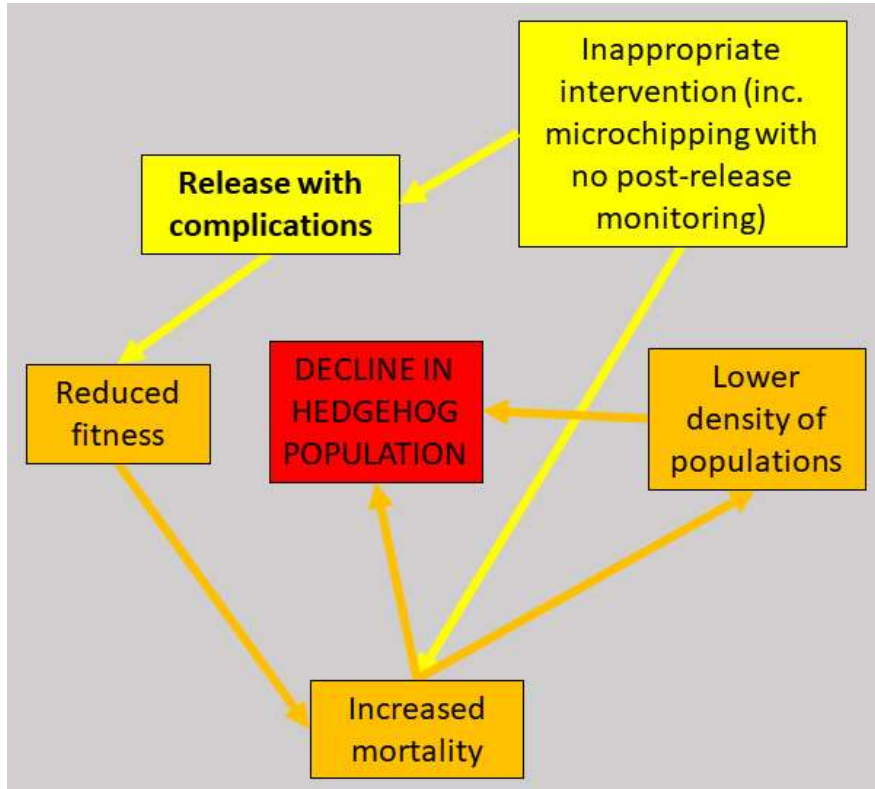 Inappropriate
intervention (inc.
microchipping with
no post-release
monitoring)
Release with
complications
Reduced
fitness
DECLINE IN
HEDGEHOG
POPULATION
Lower
density of
populations
Increased
mortality